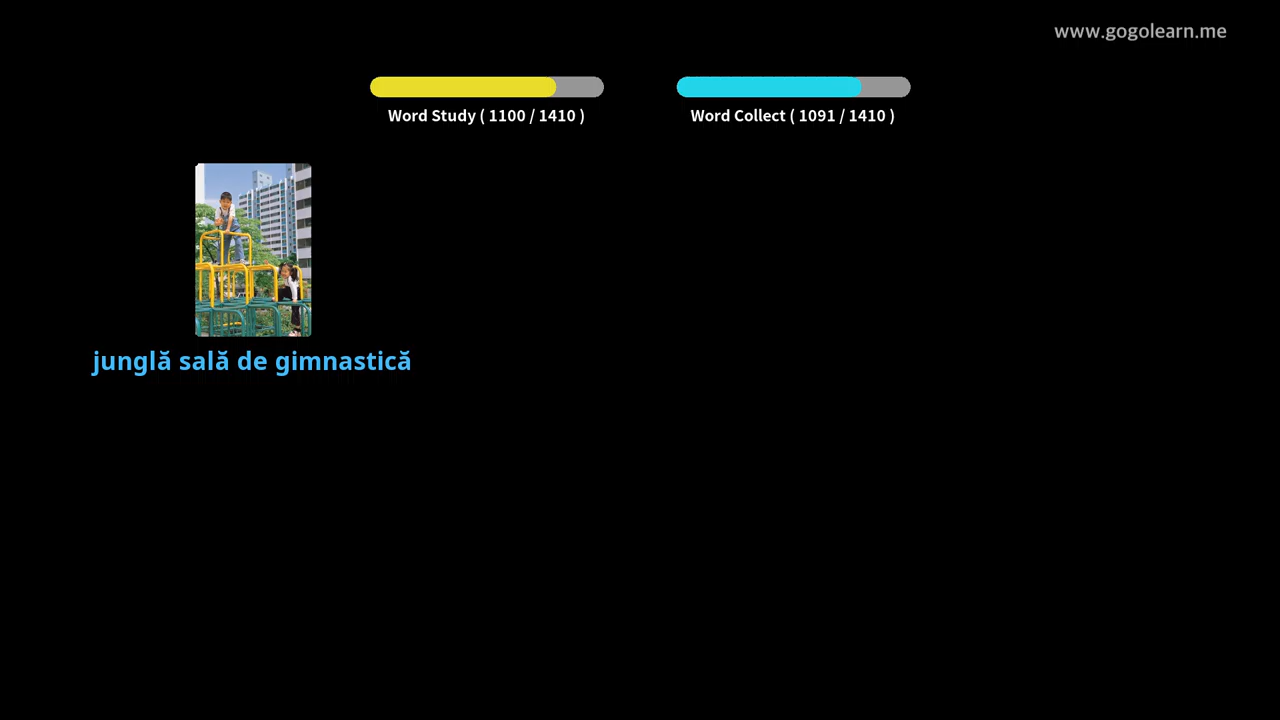 www.gogolearn.me
Word Study ( 1100 / 1410 )
Word Collect ( 1091 / 1410 )
junglă sală de gimnastică